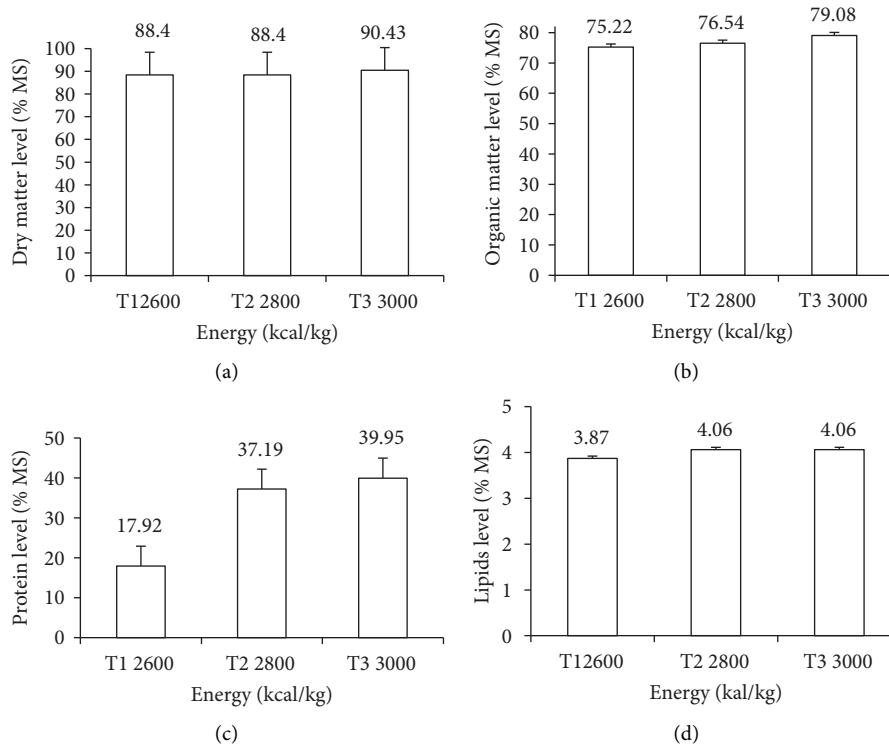 88.4
88.4
90.43
100
90
80
70
60
50
40
30
20
10
0
Dry matter level (% MS)
T12600
T2 2800
T3 3000
Energy (kcal/kg)
(a)
75.22
76.54
79.08
80
70
60
50
40
30
20
10
0
Organic matter level (% MS)
T1 2600
T2 2800
T3 3000
Energy (kcal/kg)
(b)
50
40
30
20
10
0
17.92
37.19
39.95
Protein level (% MS)
T1 2600
T2 2800
T3 3000
Energy (kcal/kg)
(c)
5
4
3
2
1
0
3.87
4.06
4.06
Lipids level (% MS)
T12600
T2 2800
T3 3000
Energy (kal/kg)
(d)